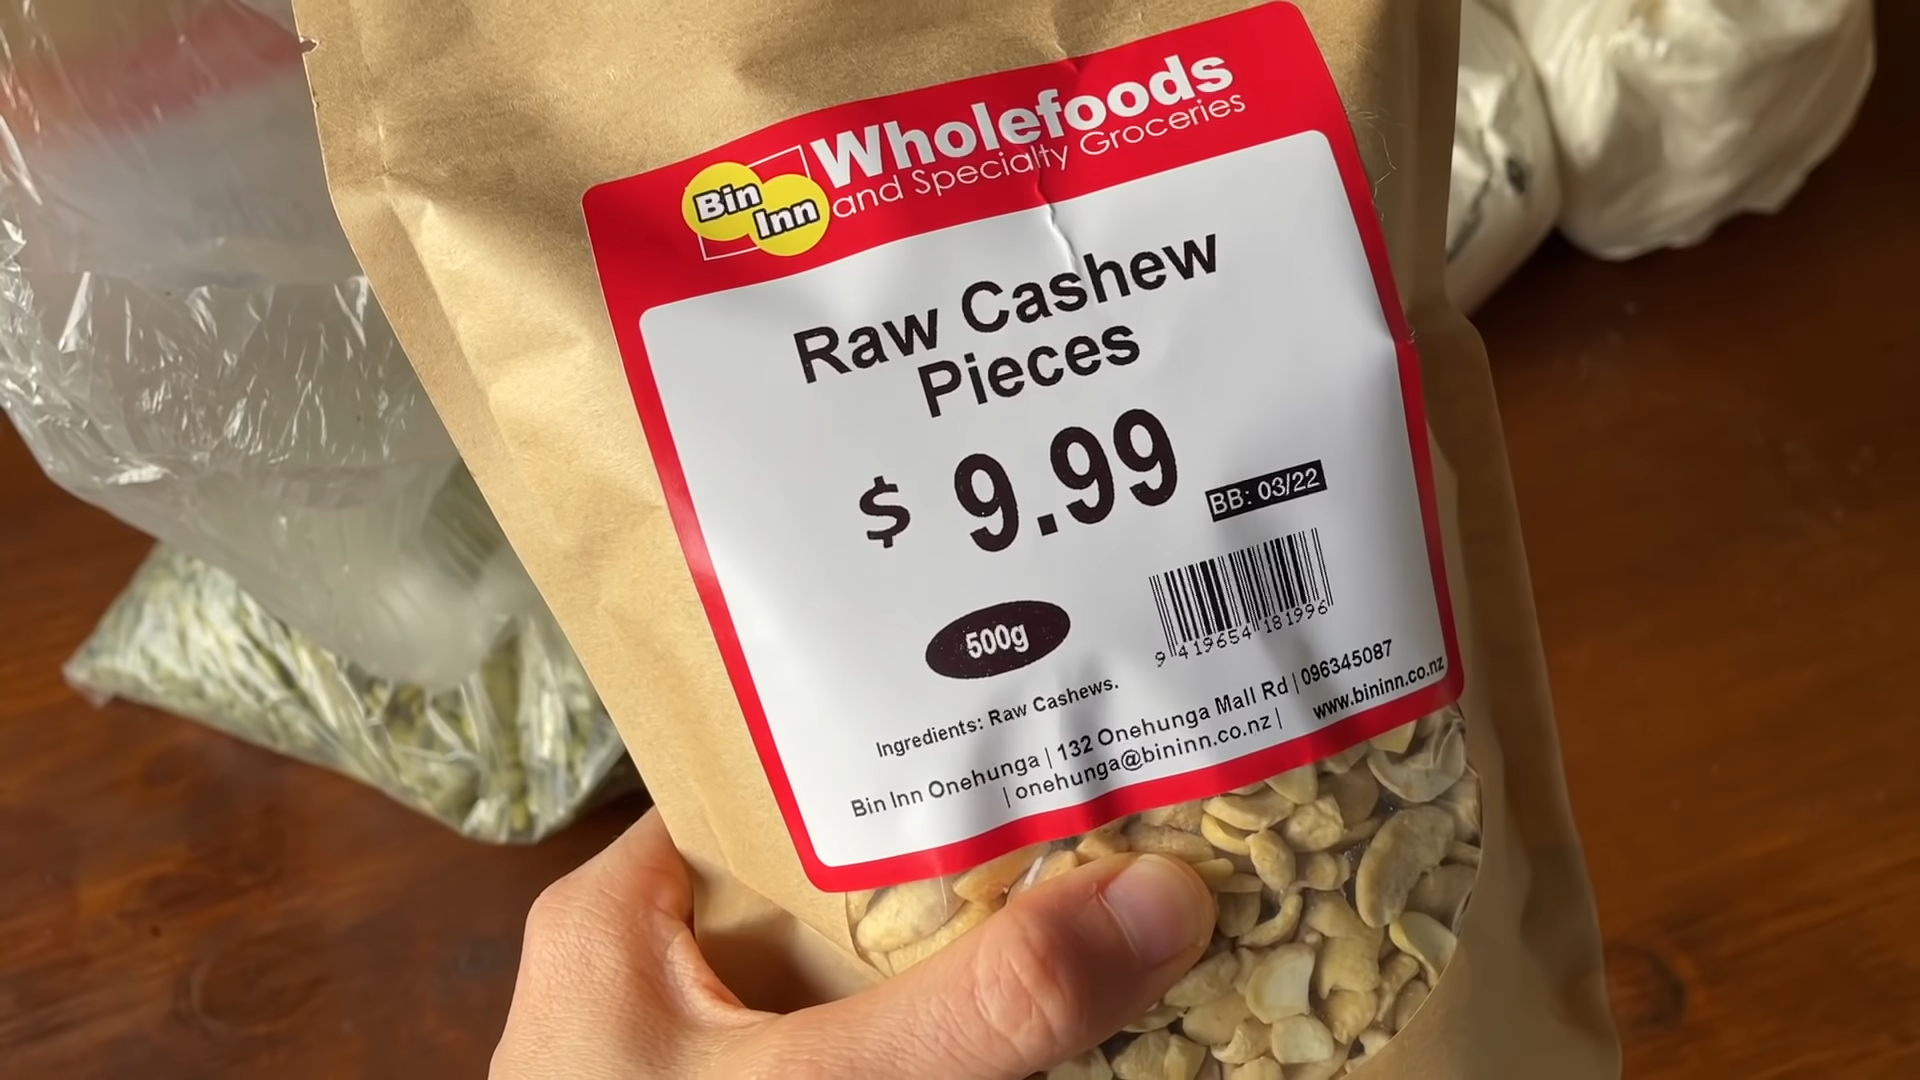 Bin Inn
Wholefoods
and Specialty Groceries
Raw Cashew
Pieces
$ 9.99
BB: 03/22
500g
9 419654 181996
Ingredients: Raw Cashews.
Bin Inn Onehunga | 132 Onehunga Mall Rd | 096345087
| onehunga@bininn.co.nz | www.bininn.co.nz